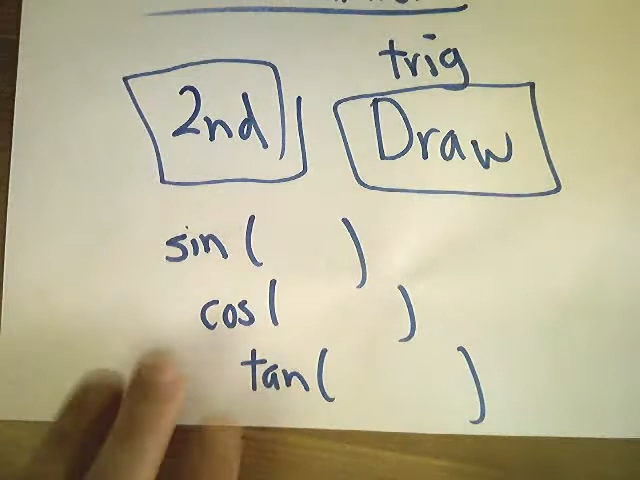 trig
2nd Draw
sin( )
cos( )
tan( )